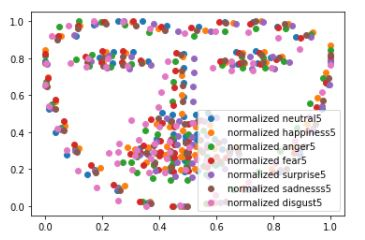 1.0
0.8
0.6
0.4
0.2
0.0
normalized neutral5
normalized happiness5
normalized anger5
normalized fear5
normalized surprise5
normalized sadnesss5
normalized disgust5
0.0 0.2 0.4 0.6 0.8 1.0